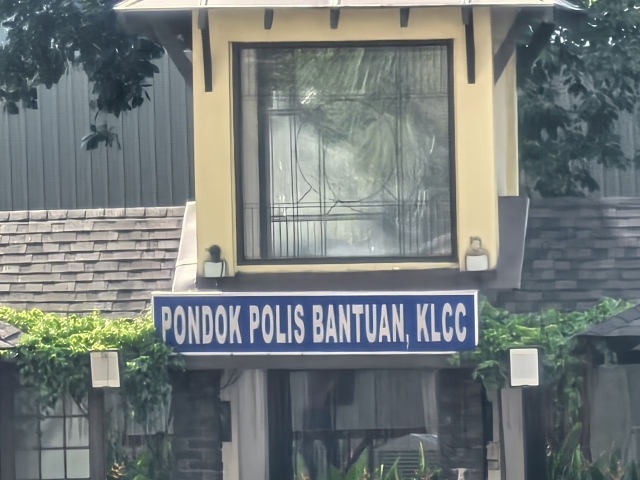 PONDOK POLIS BANTUAN, KLCC